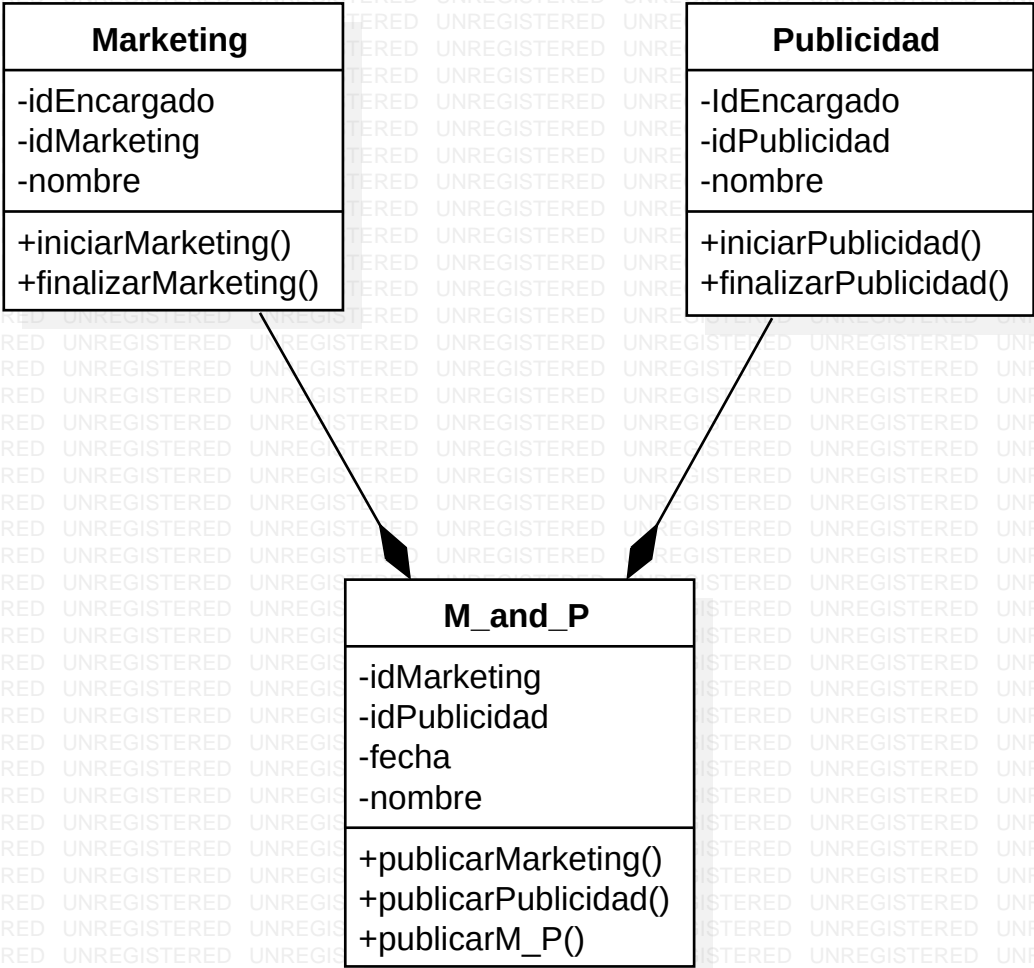 Marketing
-idEncargado
-idMarketing
-nombre
+iniciarMarketing()
+finalizarMarketing()
Publicidad
-IdEncargado
-idPublicidad
-nombre
+iniciarPublicidad()
+finalizarPublicidad()
M_and_P
-idMarketing
-idPublicidad
-fecha
-nombre
+publicarMarketing()
+publicarPublicidad()
+publicarM_P()
UNREGISTERED